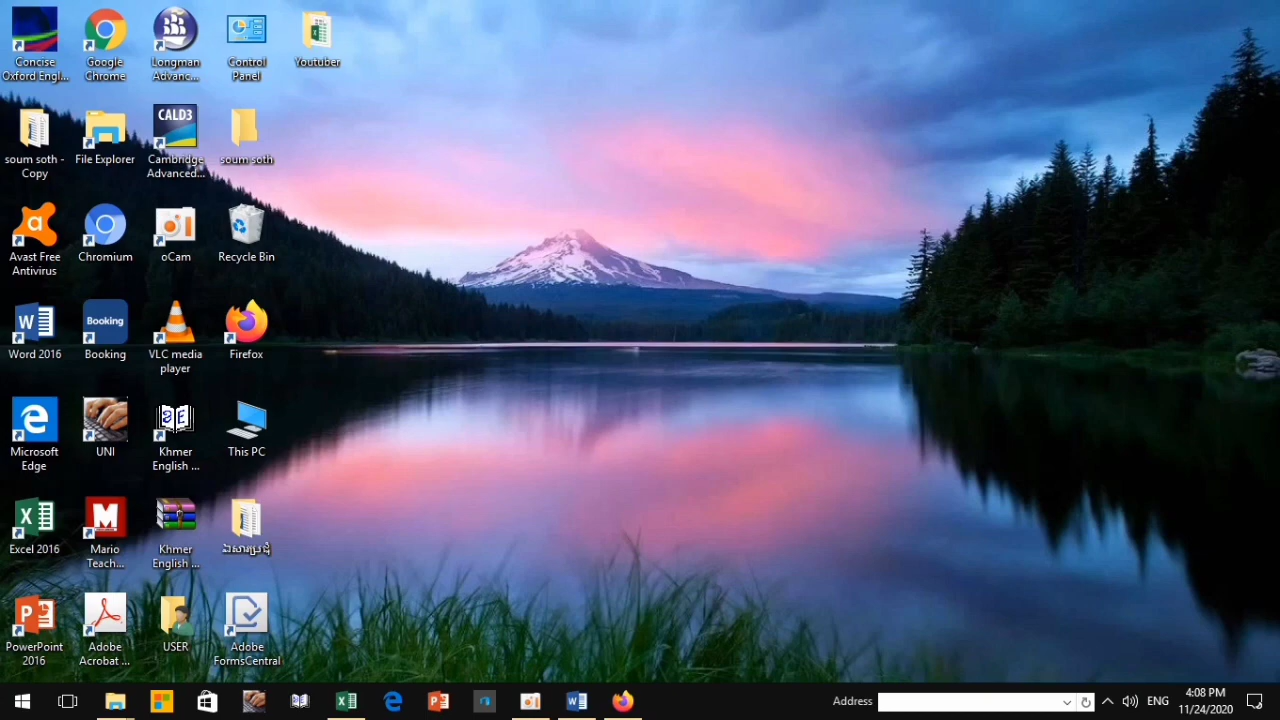 Concise
Oxford Engl...
Google
Chrome
Longman
Advanc...
Control
Panel
Youtuber
soum soth -
Copy
File Explorer
CALD3
Cambridge
Advanced...
soum soth
Avast Free
Antivirus
Chromium
oCam
Recycle Bin
Word 2016
Booking
Booking
VLC media
player
Firefox
Microsoft
Edge
UNI
Khmer
English ...
This PC
Excel 2016
Mario
Teach...
Khmer
English ...
PowerPoint
2016
Adobe
Acrobat ...
USER
Adobe
FormsCentral
Address
ENG
4:08 PM
11/24/2020